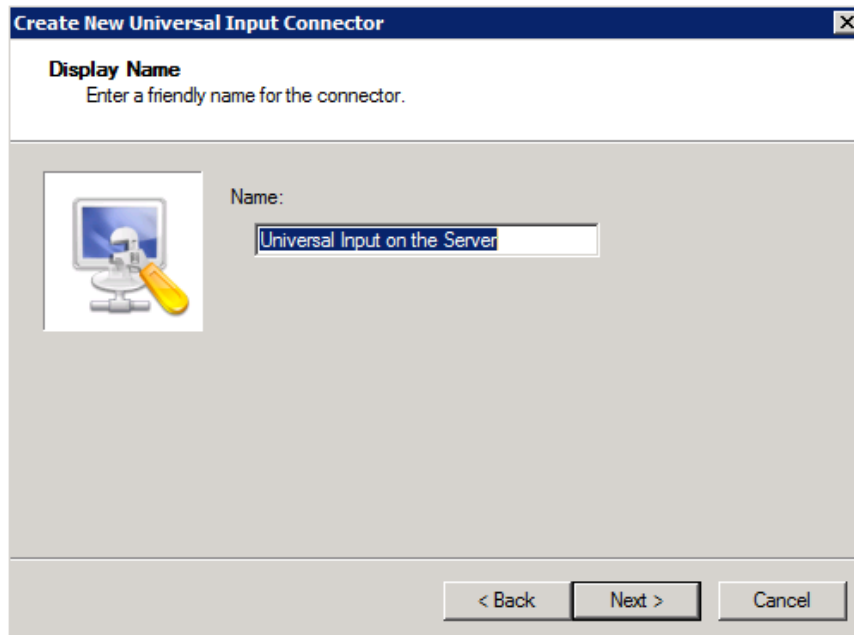 Create New Universal Input Connector
Display Name
Enter a friendly name for the connector.
Name:
Universal Input on the Server
< Back Next > Cancel